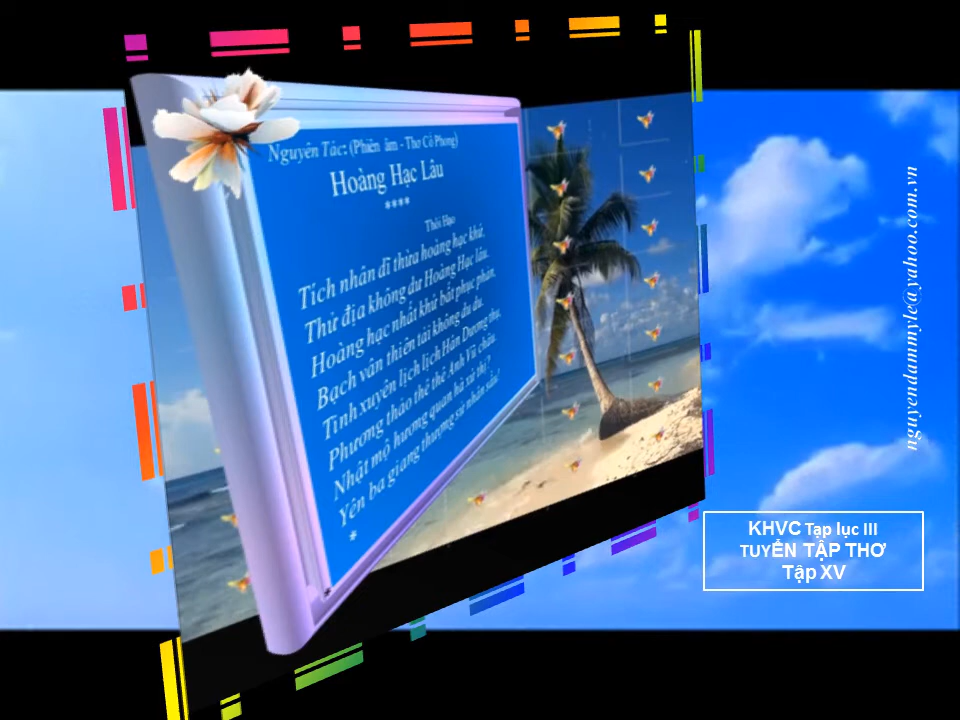 Nguyên Tác: (Phiên âm - Thơ Cổ Phong)
Hoàng Hạc Lâu
****
Thôi Hạo
Tích nhân dĩ thừa hoàng hạc khứ,
Thử địa không dư Hoàng Hạc lâu.
Hoàng hạc nhất khứ bất phục phản,
Bạch vân thiên tải không du du.
Tình xuyên lịch lịch Hán Dương thụ,
Phương thảo thê thê Anh Vũ châu.
Nhật mộ hương quan hà xứ thị?
Yên ba giang thượng sử nhân sầu!
*
nguyendammyle@yahoo.com.vn
KHVC Tạp lục III
TUYỂN TẬP THƠ
Tập XV